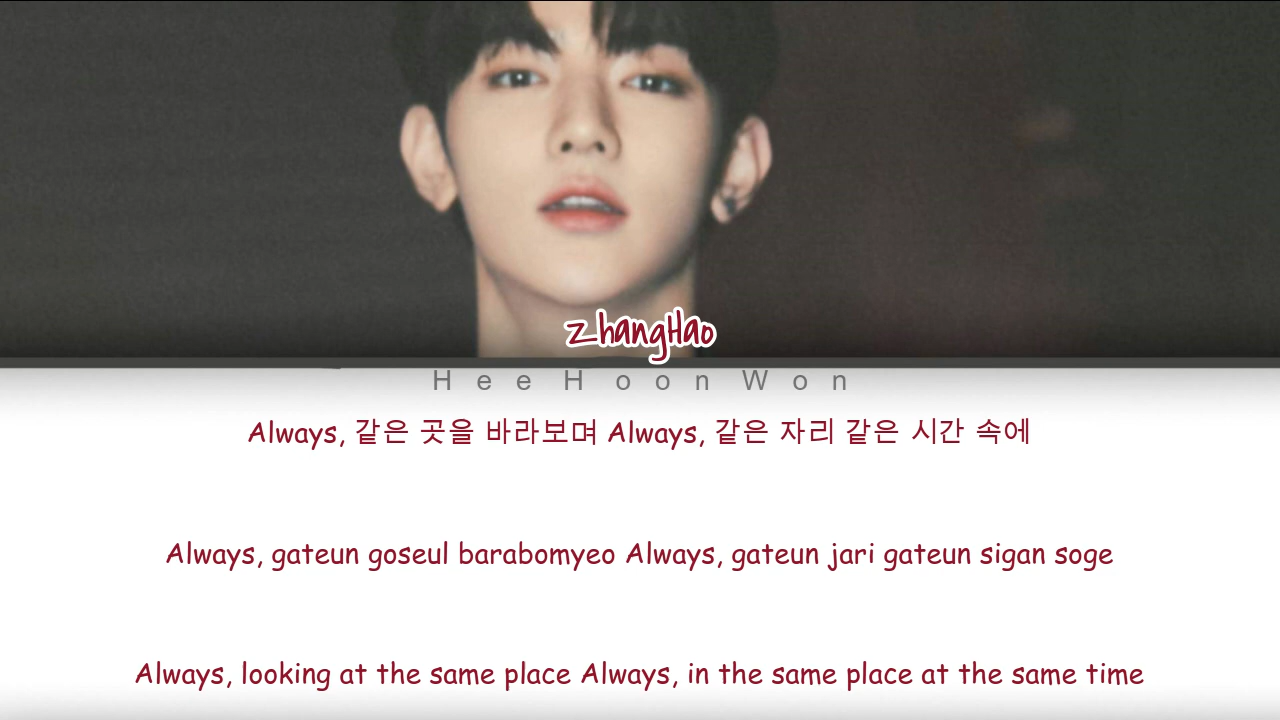 ZhangHao
HeeHoonWon
Always, 같은 곳을 바라보며 Always, 같은 자리 같은 시간 속에
Always, gateun goseul barabomyeo Always, gateun jari gateun sigan soge
Always, looking at the same place Always, in the same place at the same time